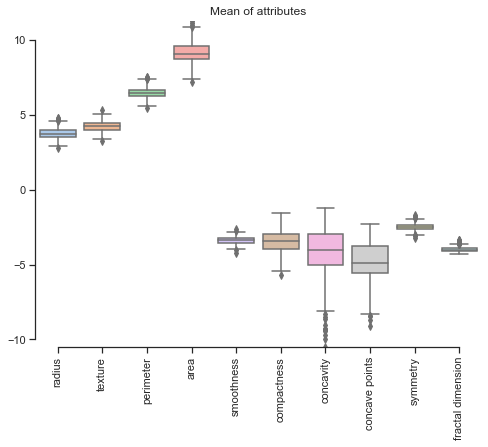 Mean of attributes
10
5
0
−5
−10
radius
texture
perimeter
area
smoothness
compactness
concavity
concave points
symmetry
fractal dimension